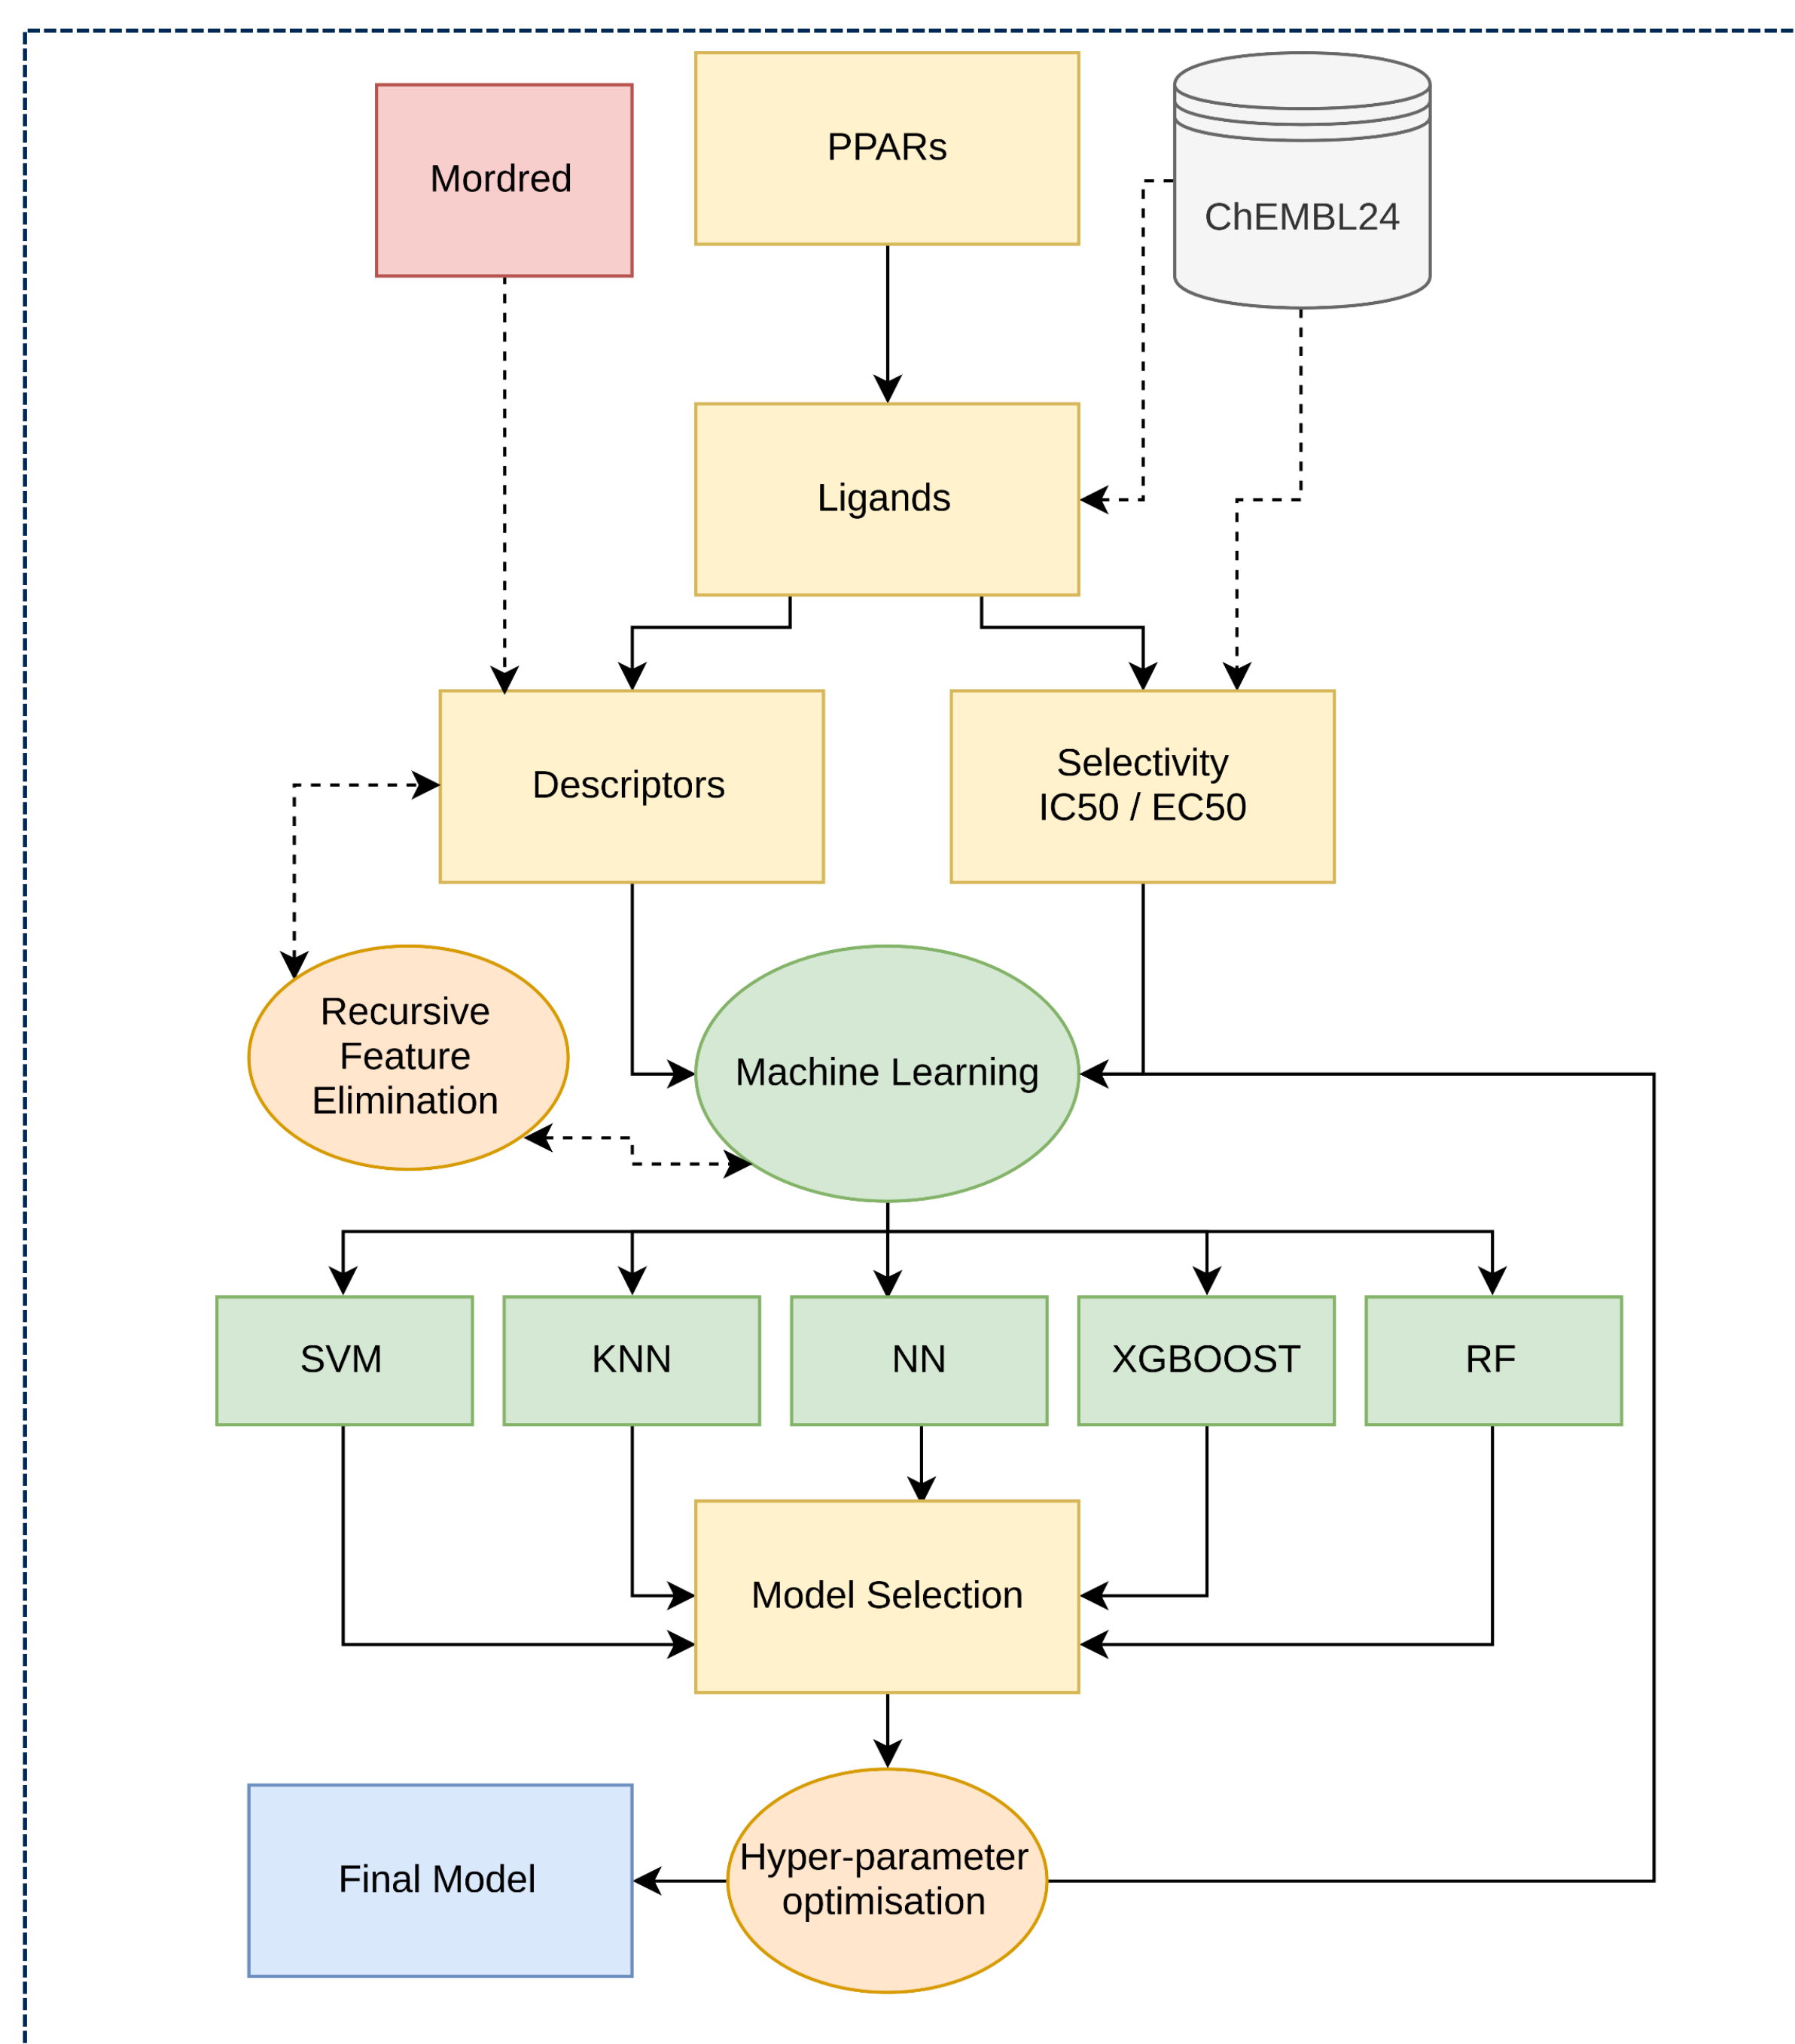 PPARs
Mordred
ChEMBL24
Ligands
Descriptors
Selectivity
IC50 / EC50
Recursive
Feature
Elimination
Machine Learning
SVM
KNN
NN
XGBOOST
RF
Model Selection
Final Model
Hyper-parameter
optimisation